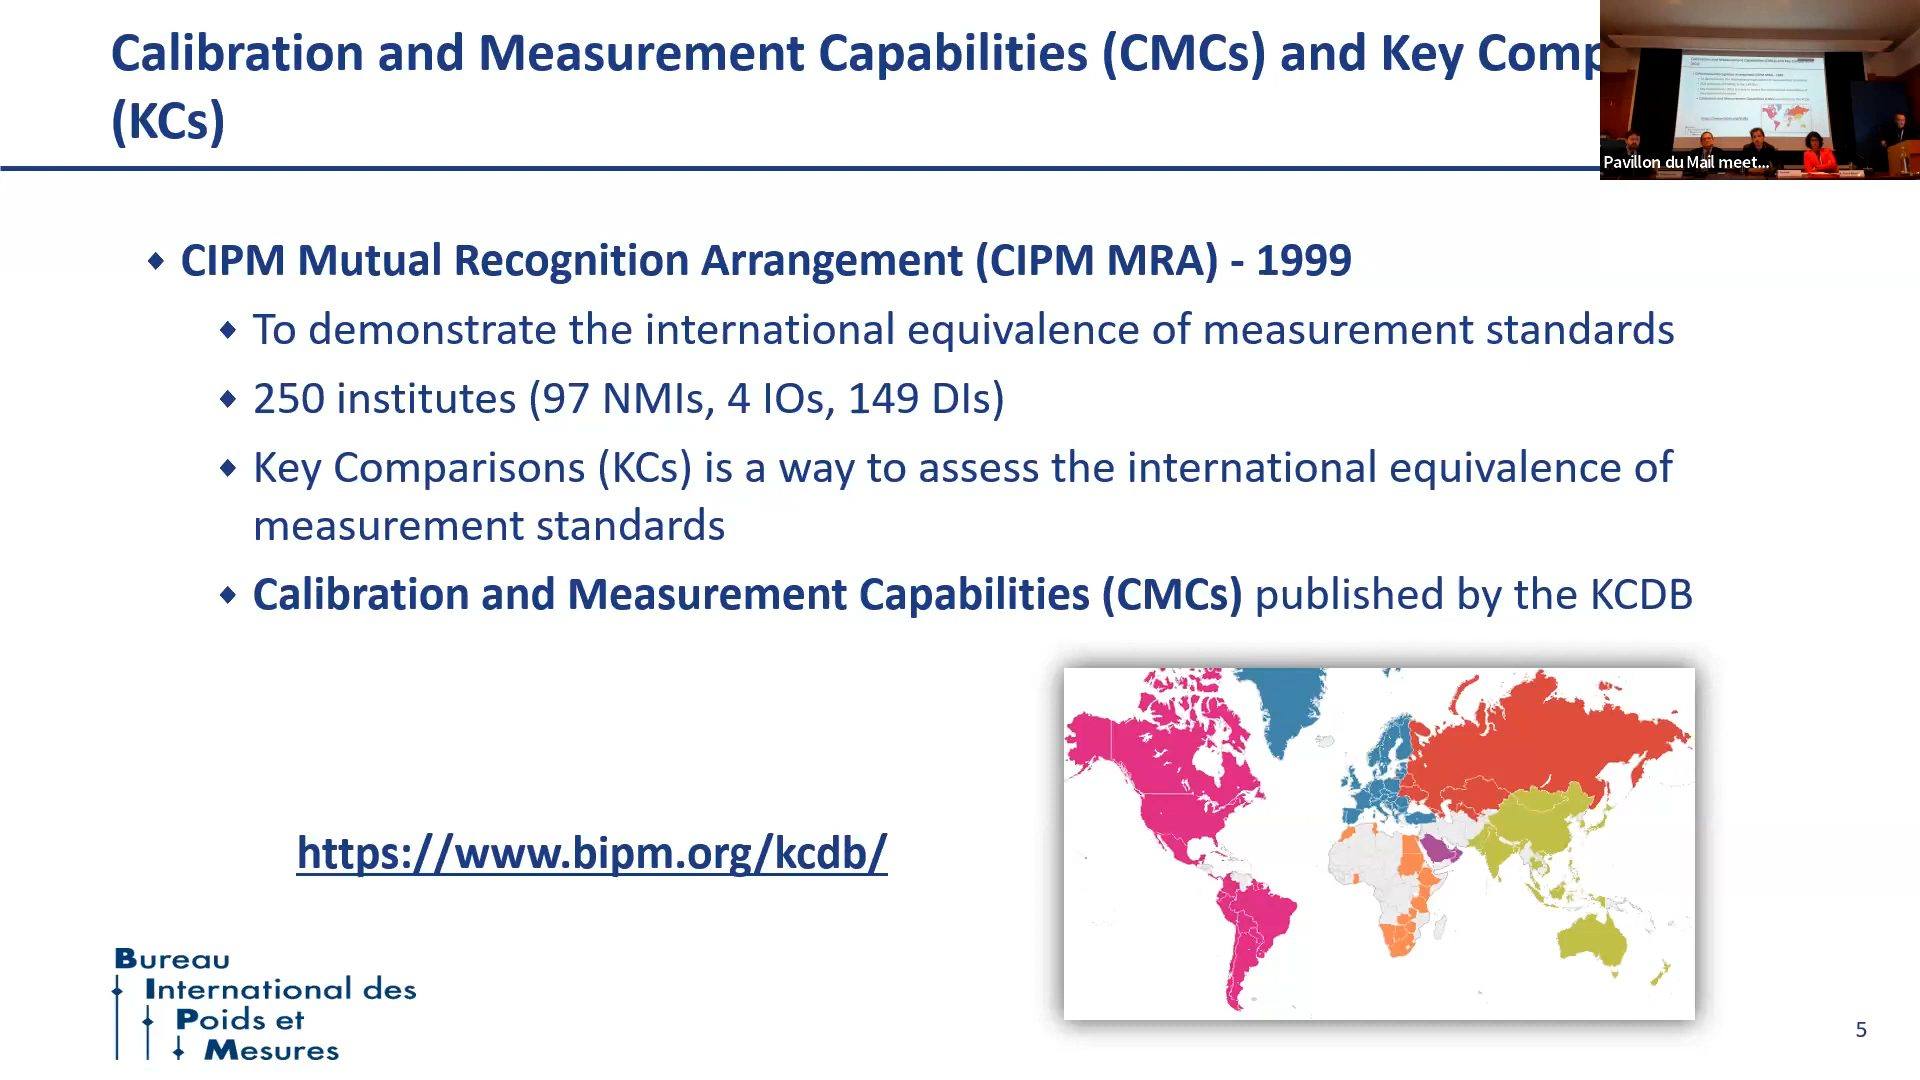 Calibration and Measurement Capabilities (CMCs) and Key Comp
(KCs)
Pavillon du Mail meet...
CIPM Mutual Recognition Arrangement (CIPM MRA) - 1999
To demonstrate the international equivalence of measurement standards
250 institutes (97 NMIs, 4 IOs, 149 DIs)
Key Comparisons (KCs) is a way to assess the international equivalence of
measurement standards
Calibration and Measurement Capabilities (CMCs) published by the KCDB
https://www.bipm.org/kcdb/
Bureau
International des
Poids et
Mesures
5